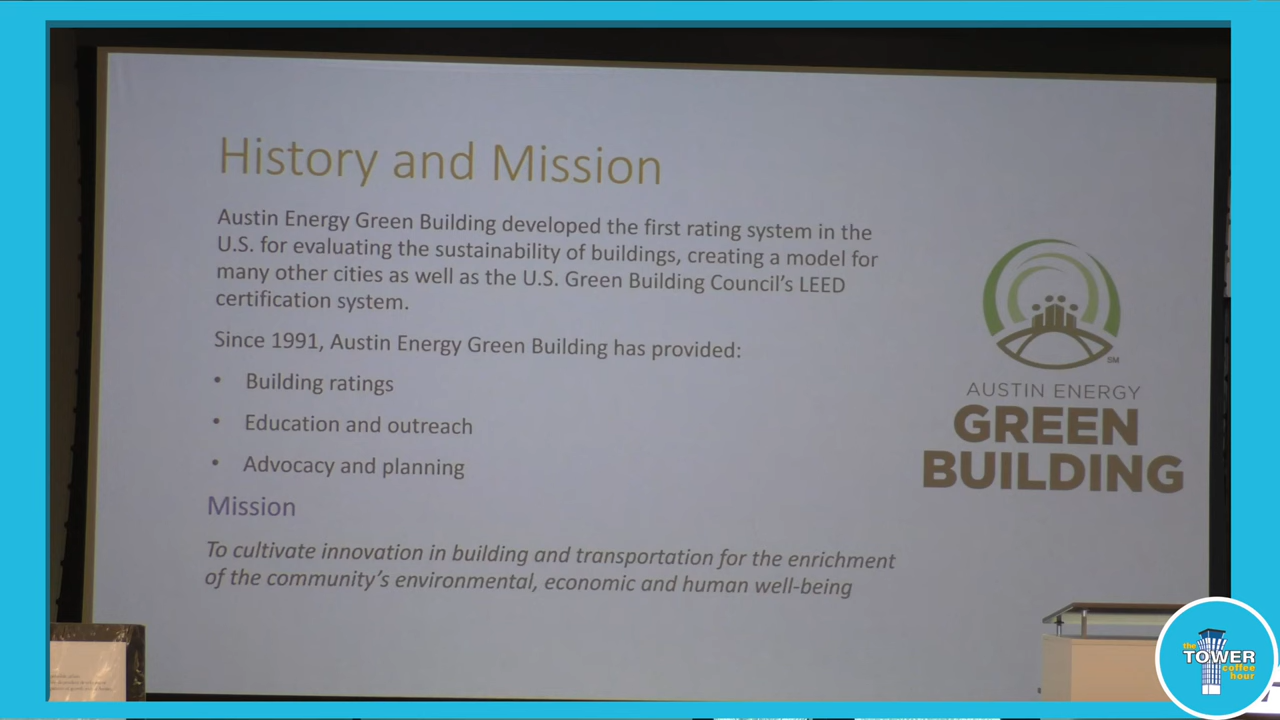 History and Mission
Austin Energy Green Building developed the first rating system in the
U.S. for evaluating the sustainability of buildings, creating a model for
many other cities as well as the U.S. Green Building Council's LEED
certification system.
Since 1991, Austin Energy Green Building has provided:
• Building ratings
• Education and outreach
• Advocacy and planning
Mission
To cultivate innovation in building and transportation for the enrichment
of the community's environmental, economic and human well-being
SM
AUSTIN ENERGY
GREEN
BUILDING
the
TOWER
coffee
hour